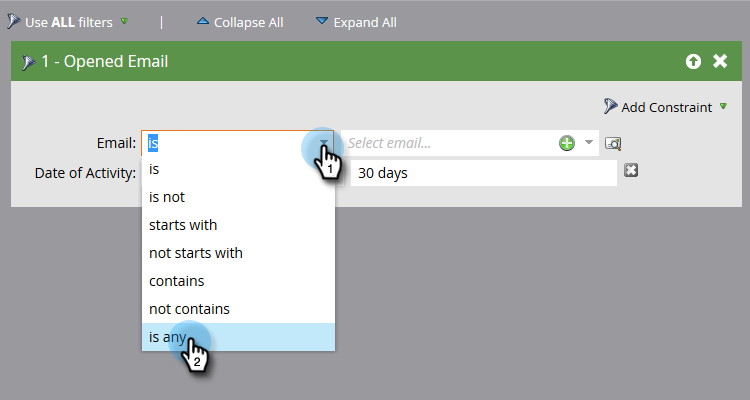 Use ALL filters | Collapse All Expand All
1 - Opened Email
Add Constraint
Email: is Select email...
Date of Activity: 30 days
is
is not
starts with
not starts with
contains
not contains
is any
1
2